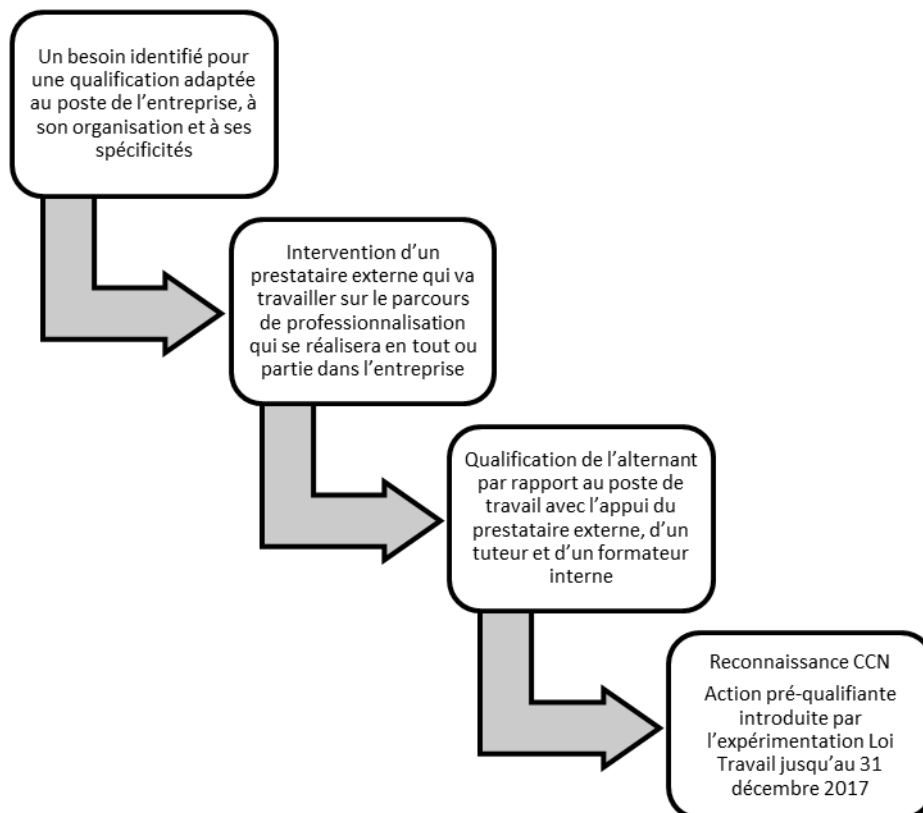 Un besoin identifié pour
une qualification adaptée
au poste de l'entreprise, à
son organisation et à ses
spécificités
Intervention d'un
prestataire externe qui va
travailler sur le parcours
de professionnalisation
qui se réalisera en tout ou
partie dans l'entreprise
Qualification de l'alternant
par rapport au poste de
travail avec l'appui du
prestataire externe, d'un
tuteur et d'un formateur
interne
Reconnaissance CCN
Action pré-qualifiante
introduite par
l'expérimentation Loi
Travail jusqu'au 31
décembre 2017